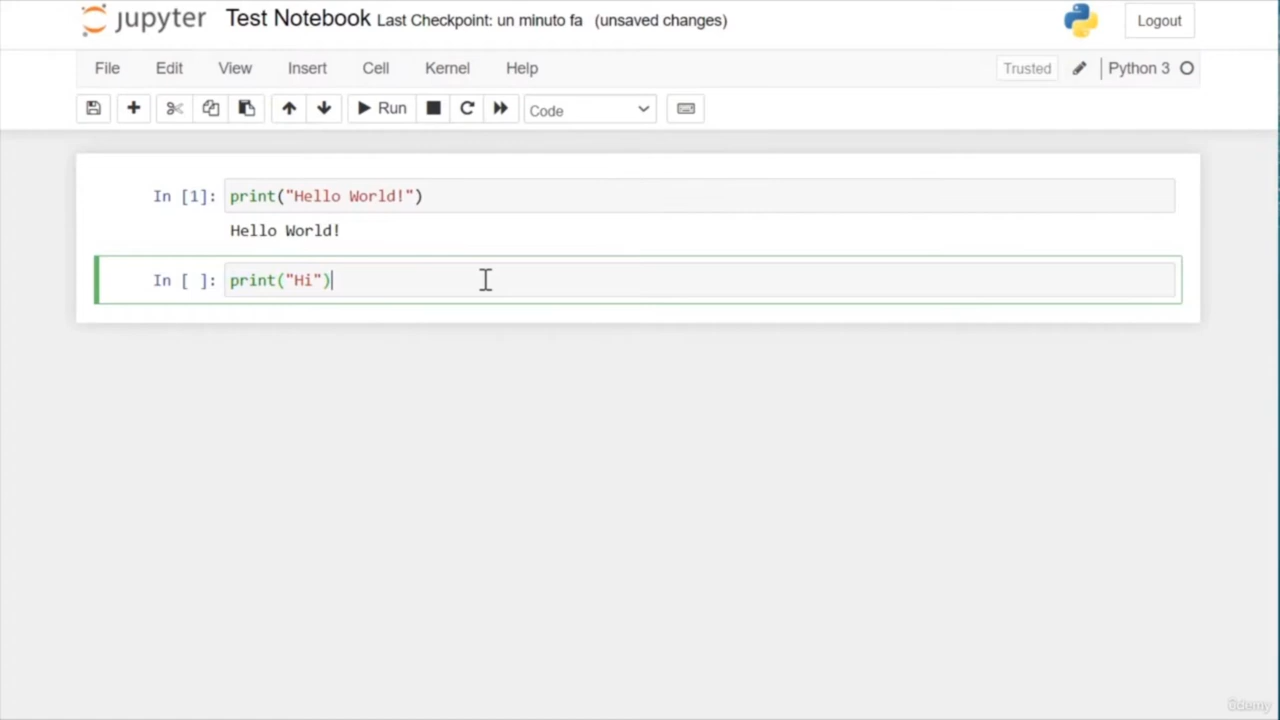 jupyter Test Notebook Last Checkpoint: un minuto fa (unsaved changes) Logout
File Edit View Insert Cell Kernel Help Trusted Python 3
Run Code
In [1]: print("Hello World!")
Hello World!
In [ ]: print("Hi")
ûdemy